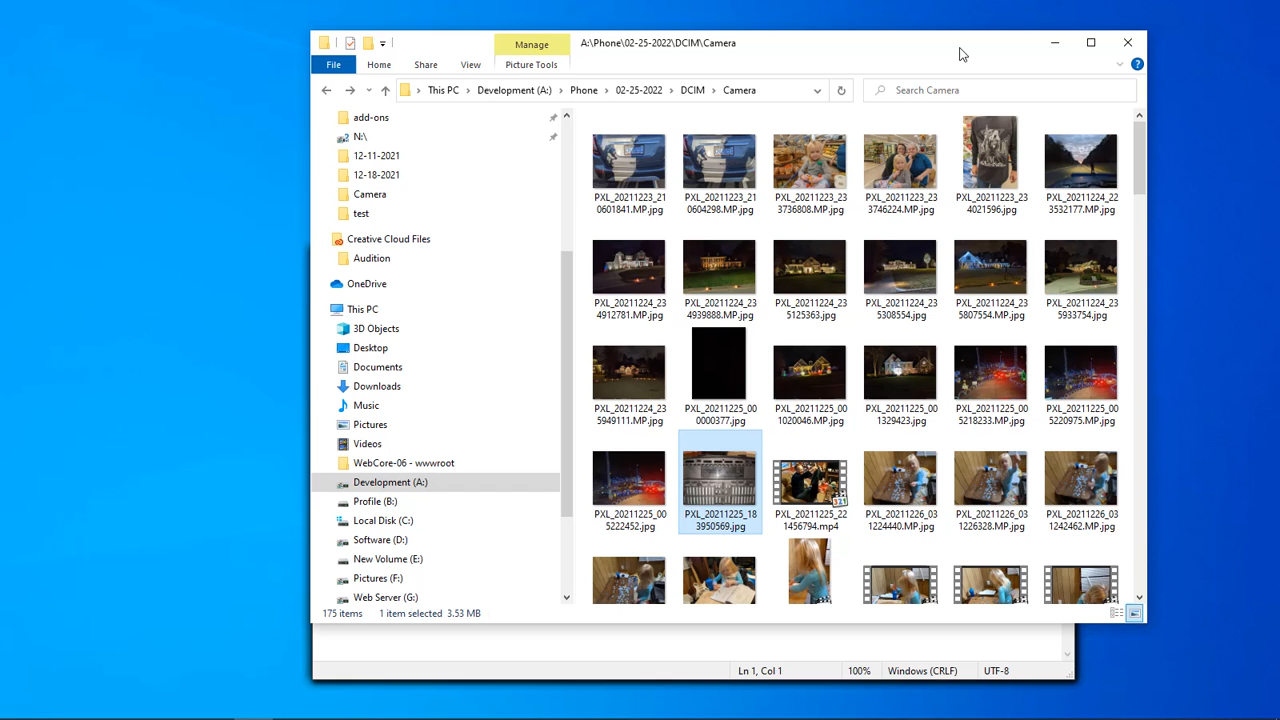 Manage
A:\Phone\02-25-2022\DCIM\Camera
File
Home
Share
View
Picture Tools
This PC
Development (A:)
Phone
02-25-2022
DCIM
Camera
Search Camera
add-ons
N:\
12-11-2021
12-18-2021
Camera
test
Creative Cloud Files
Audition
OneDrive
This PC
3D Objects
Desktop
Documents
Downloads
Music
Pictures
Videos
WebCore-06 - wwwroot
Development (A:)
Profile (B:)
Local Disk (C:)
Software (D:)
New Volume (E:)
Pictures (F:)
Web Server (G:)
PXL_20211223_21
0601841.MP.jpg
PXL_20211223_21
0604298.MP.jpg
PXL_20211223_23
3736808.MP.jpg
PXL_20211223_23
3746224.MP.jpg
PXL_20211223_23
4021596.jpg
PXL_20211224_22
3532177.MP.jpg
PXL_20211224_23
4912781.MP.jpg
PXL_20211224_23
4939888.MP.jpg
PXL_20211224_23
5125363.jpg
PXL_20211224_23
5308554.jpg
PXL_20211224_23
5807554.MP.jpg
PXL_20211224_23
5933754.jpg
PXL_20211224_23
5949111.MP.jpg
PXL_20211225_00
0000377.jpg
PXL_20211225_00
1020046.MP.jpg
PXL_20211225_00
1329423.jpg
PXL_20211225_00
5218233.MP.jpg
PXL_20211225_00
5220975.MP.jpg
PXL_20211225_00
5222452.jpg
PXL_20211225_18
3950569.jpg
PXL_20211225_22
1456794.mp4
PXL_20211226_03
1224440.MP.jpg
PXL_20211226_03
1226328.MP.jpg
PXL_20211226_03
1242462.MP.jpg
175 items
1 item selected 3.53 MB
Ln 1, Col 1
100%
Windows (CRLF)
UTF-8